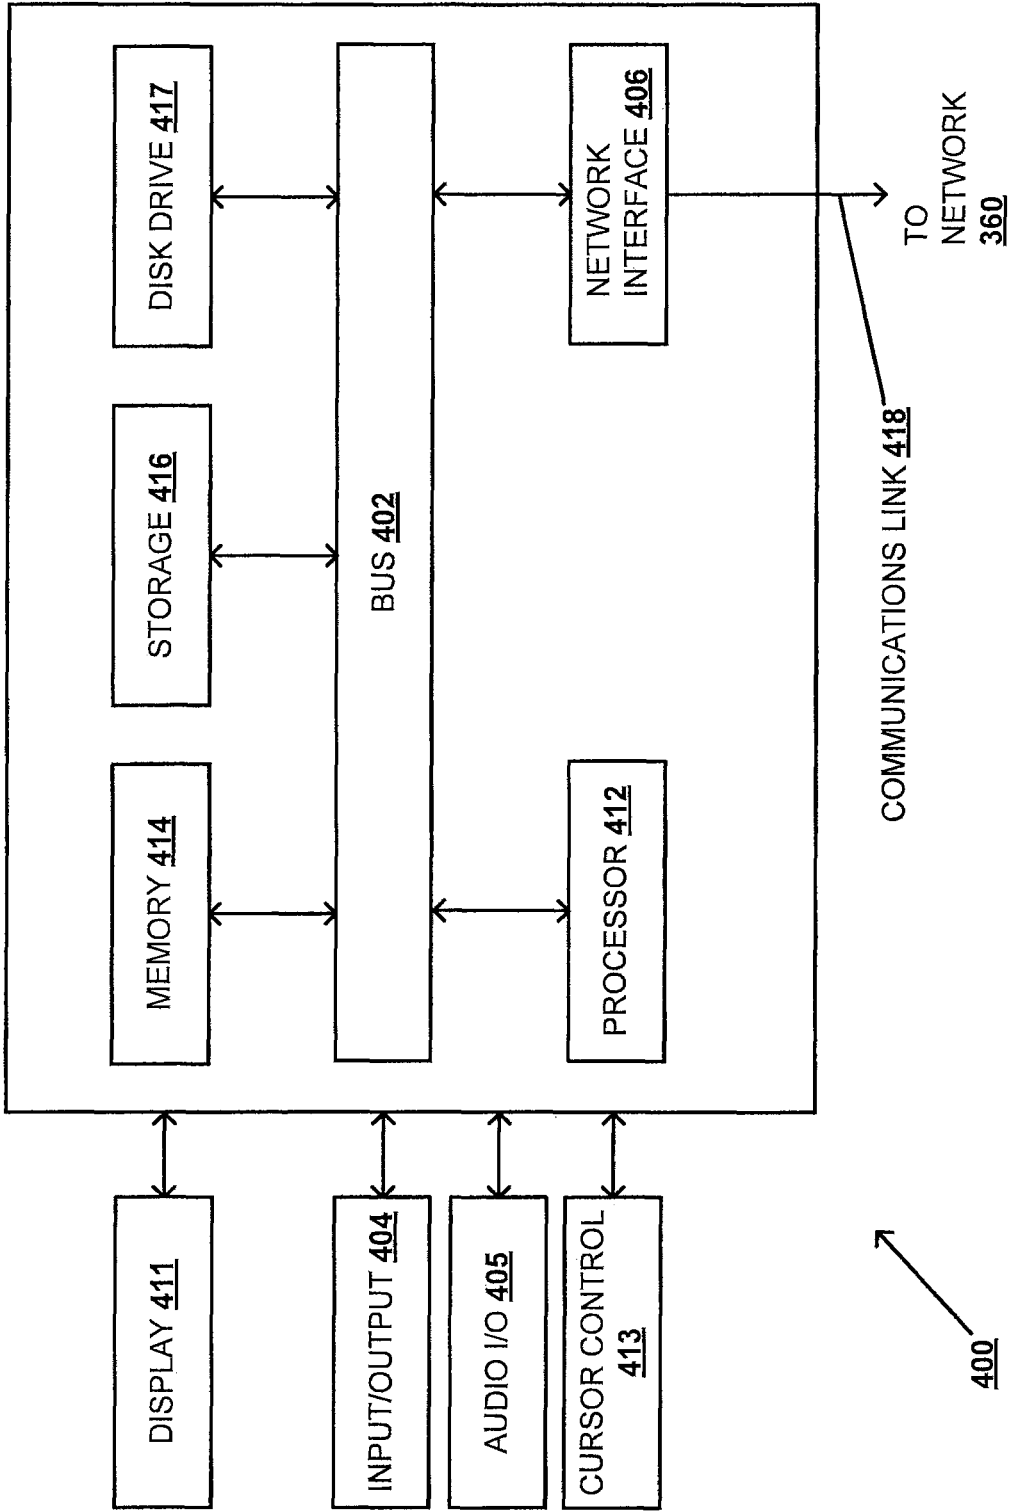 DISPLAY 411
INPUT/OUTPUT 404
AUDIO I/O 405
CURSOR CONTROL
413
MEMORY 414
STORAGE 416
DISK DRIVE 417
BUS 402
PROCESSOR 412
NETWORK
INTERFACE 406
COMMUNICATIONS LINK 418
TO
NETWORK
360
400